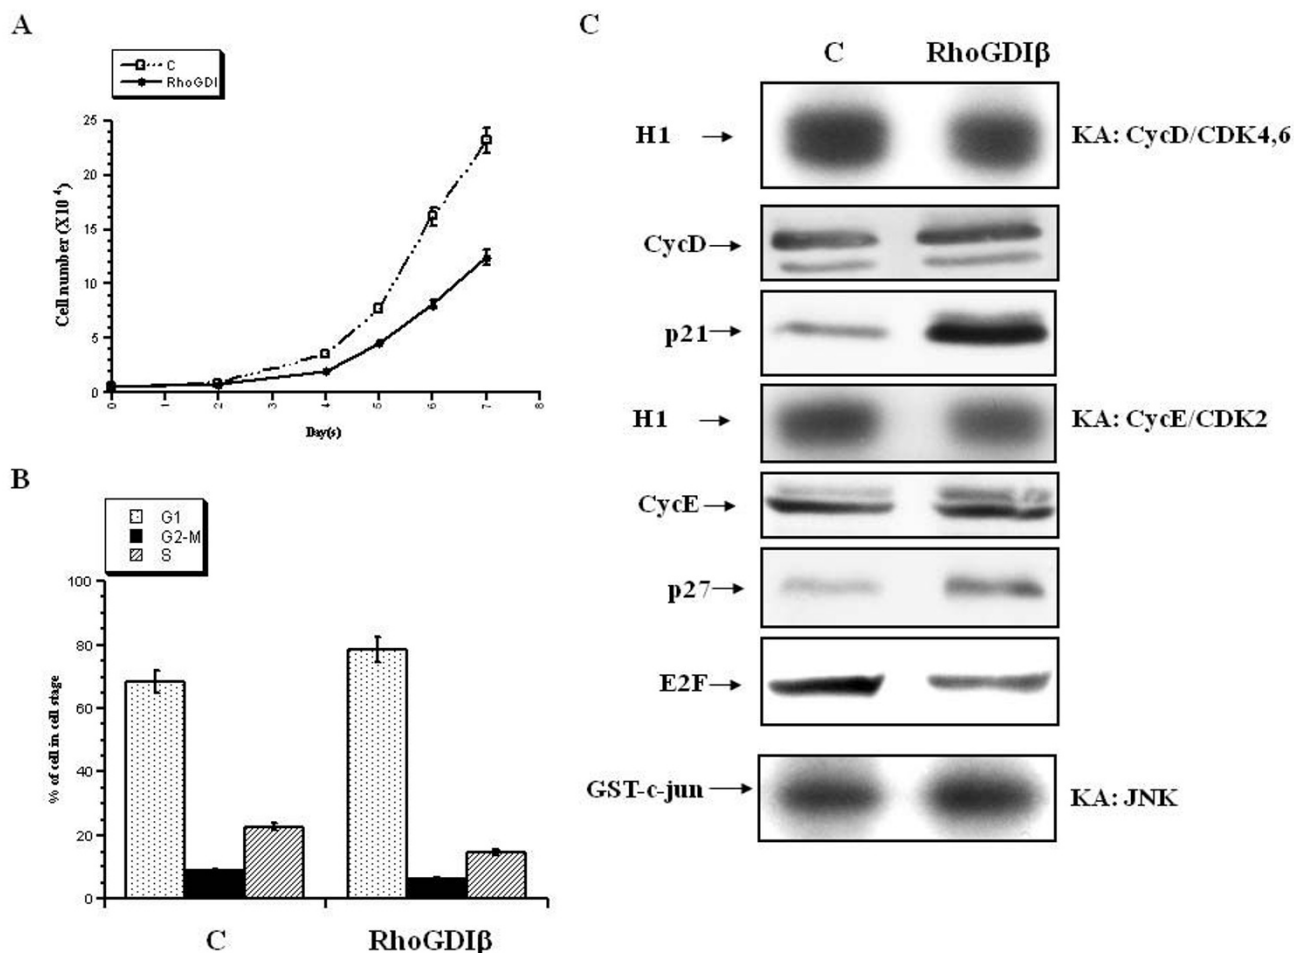 A
C
RhoGDI
25
20
15
10
5
0
Cell number (X10⁴)
0 1 2 3 4 5 6 7 8
Day(s)
B
G1
G2-M
S
100
80
60
40
20
0
% of cell in cell stage
C RhoGDIβ
C
C RhoGDIβ
H1 KA: CycD/CDK4,6
CycD
p21
H1 KA: CycE/CDK2
CycE
p27
E2F
GST-c-jun KA: JNK